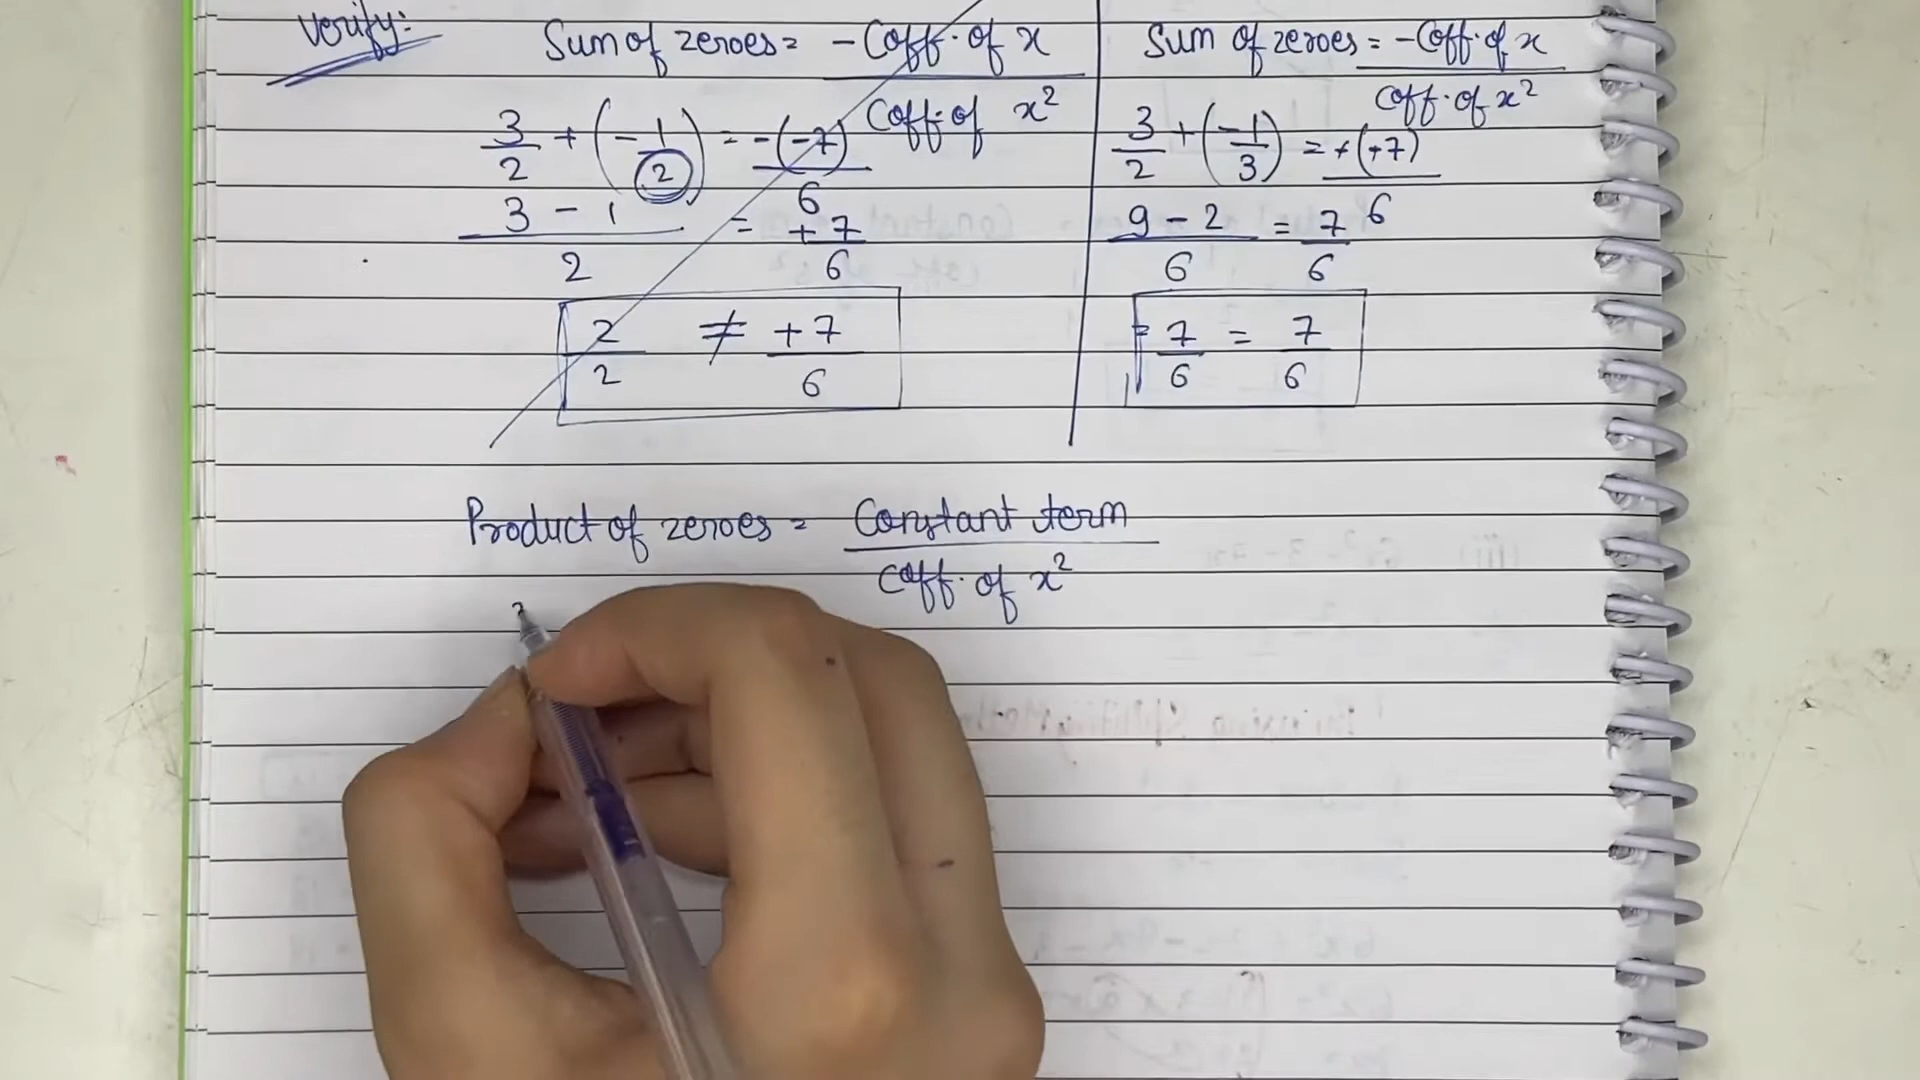 Verify:
Sum of zeroes = -Coff. of x
Coff. of x²
3/2 + (-1/2) = -(-7)/6
3 - 1/2 = +7/6
2/2 ≠ +7/6
Sum of zeroes = -Coff. of x
Coff. of x²
3/2 + (-1/3) = +(+7)/6
9 - 2/6 = 7/6
= 7/6 = 7/6
Product of zeroes = Constant term
Coff. of x²